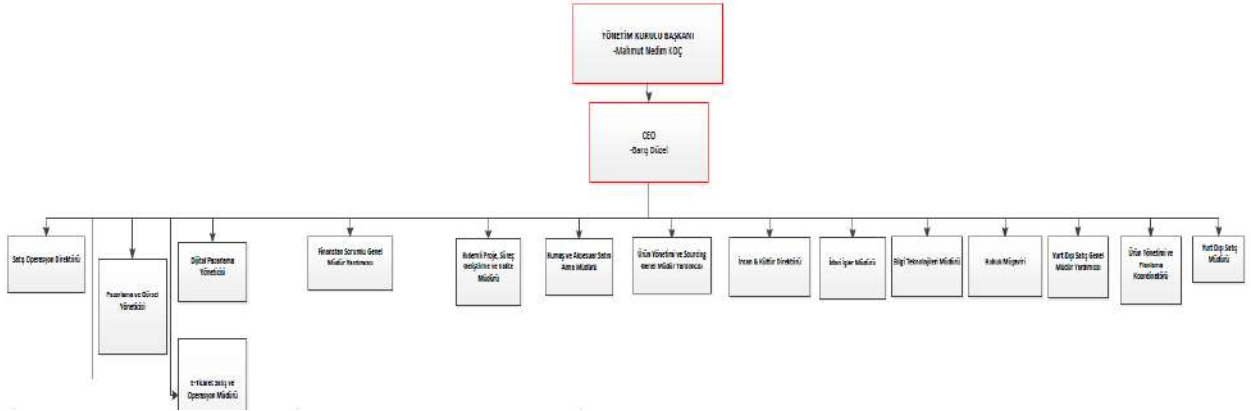 YÖNETİM KURULU BAŞKANI
-Mahmut Nedim KOÇ
CEO
-Barış Düzel
Satış Operasyon Direktörü
Pazarlama ve Görsel
Yöneticisi
Dijital Pazarlama
Yöneticisi
E-Ticaret Satış ve
Operasyon Müdürü
Finanstan Sorumlu Genel
Müdür Yardımcısı
Kıdemli Proje, Süreç
Geliştirme ve Kalite
Müdürü
Kumaş ve Aksesuar Satın
Alma Müdürü
Ürün Yönetimi ve Sourcing
Genel Müdür Yardımcısı
İnsan & Kültür Direktörü
İdari İşler Müdürü
Bilgi Teknolojileri Müdürü
Hukuk Müşaviri
Yurt Dışı Satış Genel
Müdür Yardımcısı
Ürün Yönetimi ve
Planlama
Koordinatörü
Yurt Dışı Satış
Müdürü